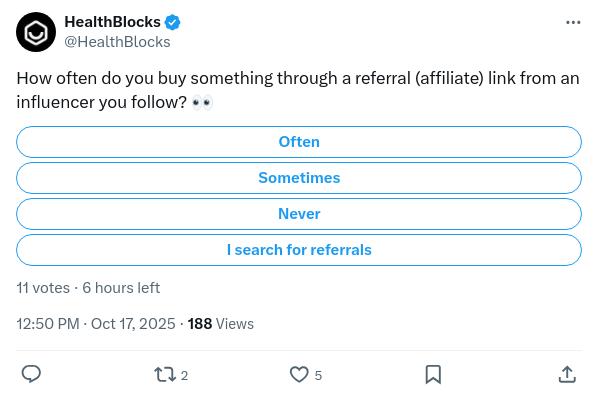 HealthBlocks
@HealthBlocks
How often do you buy something through a referral (affiliate) link from an
influencer you follow? 👀
Often
Sometimes
Never
I search for referrals
11 votes · 6 hours left
12:50 PM · Oct 17, 2025 · 188 Views
2
5